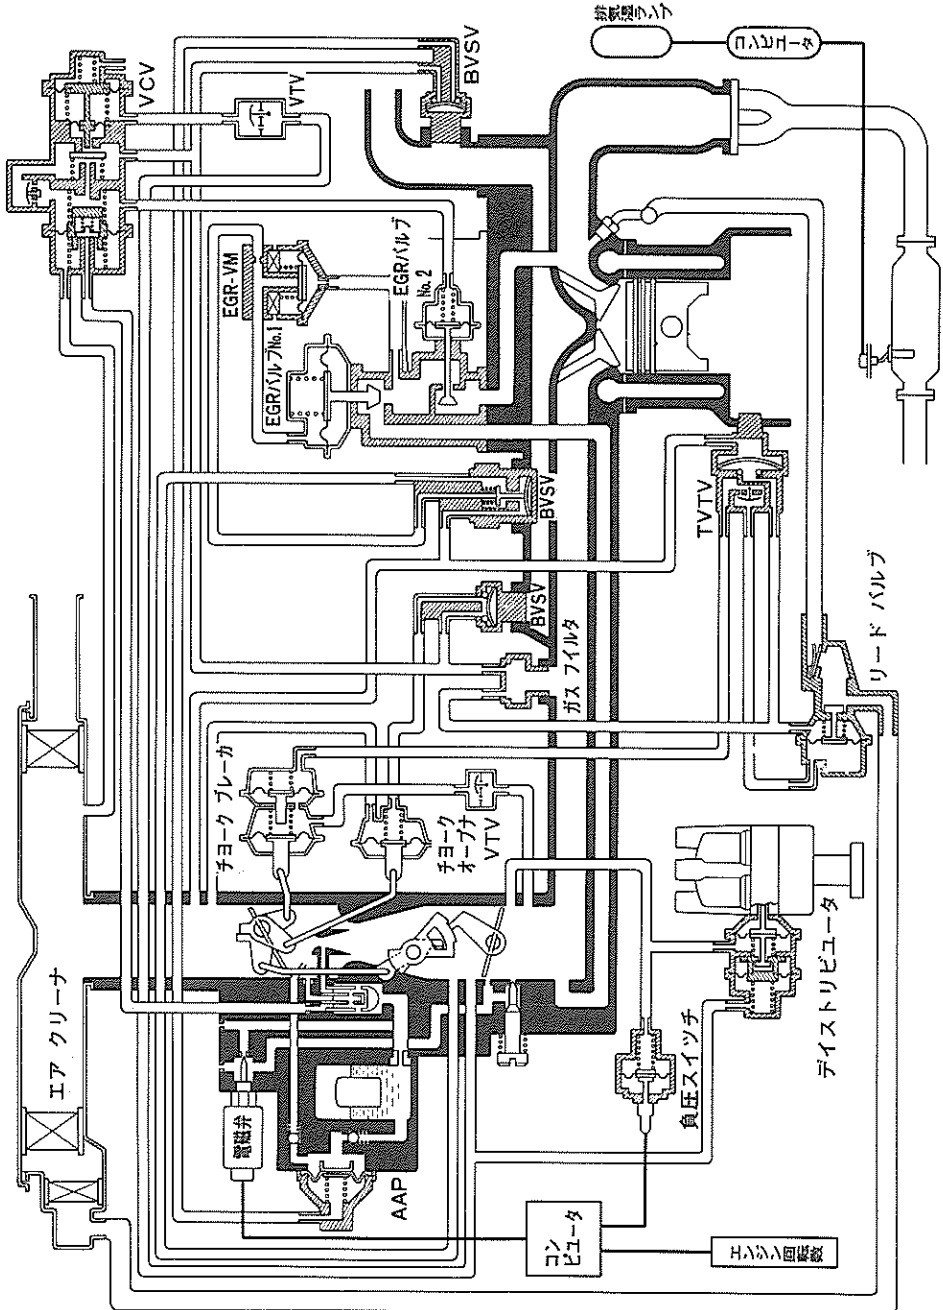 エア クリーナ
電磁弁
AAP
コン
ピュータ
エンジン回転数
負圧スイッチ
ディストリビュータ
チョーク ブレーカ
チョーク
オープナ
VTV
ガス フィルタ
BVSV
BVSV
EGRバルブNo.1
EGR-VM
EGRバルブ
No.2
VCV
VTV
BVSV
TVTV
リード バルブ
排気温ランプ
コンピュータ